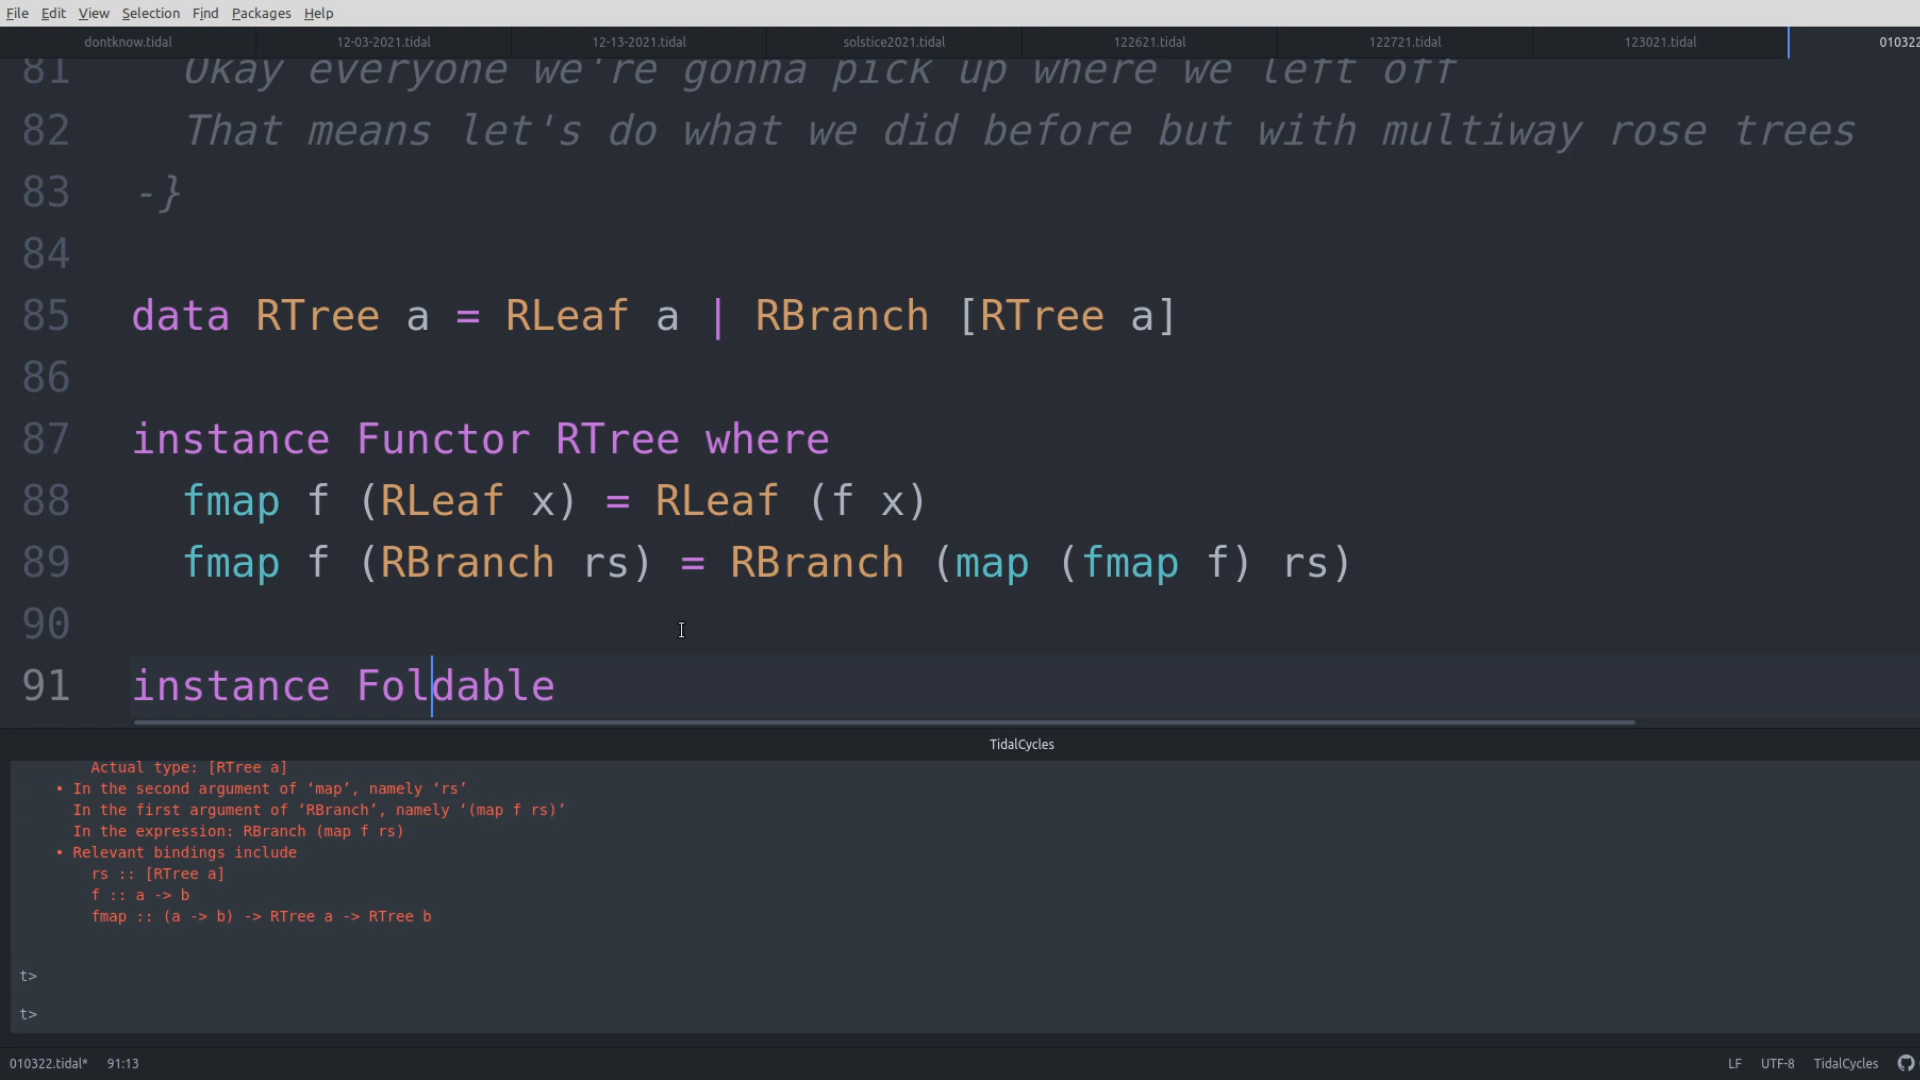 File Edit View Selection Find Packages Help
dontknow.tidal 12-03-2021.tidal 12-13-2021.tidal solstice2021.tidal 122621.tidal 122721.tidal 123021.tidal 010322
81 Okay everyone we're gonna pick up where we left off
82 That means let's do what we did before but with multiway rose trees
83 -}
84
85 data RTree a = RLeaf a | RBranch [RTree a]
86
87 instance Functor RTree where
88 fmap f (RLeaf x) = RLeaf (f x)
89 fmap f (RBranch rs) = RBranch (map (fmap f) rs)
90
91 instance Foldable
TidalCycles
Actual type: [RTree a]
• In the second argument of ‘map’, namely ‘rs’
In the first argument of ‘RBranch’, namely ‘(map f rs)’
In the expression: RBranch (map f rs)
• Relevant bindings include
rs :: [RTree a]
f :: a -> b
fmap :: (a -> b) -> RTree a -> RTree b
t>
t>
010322.tidal* 91:13 LF UTF-8 TidalCycles